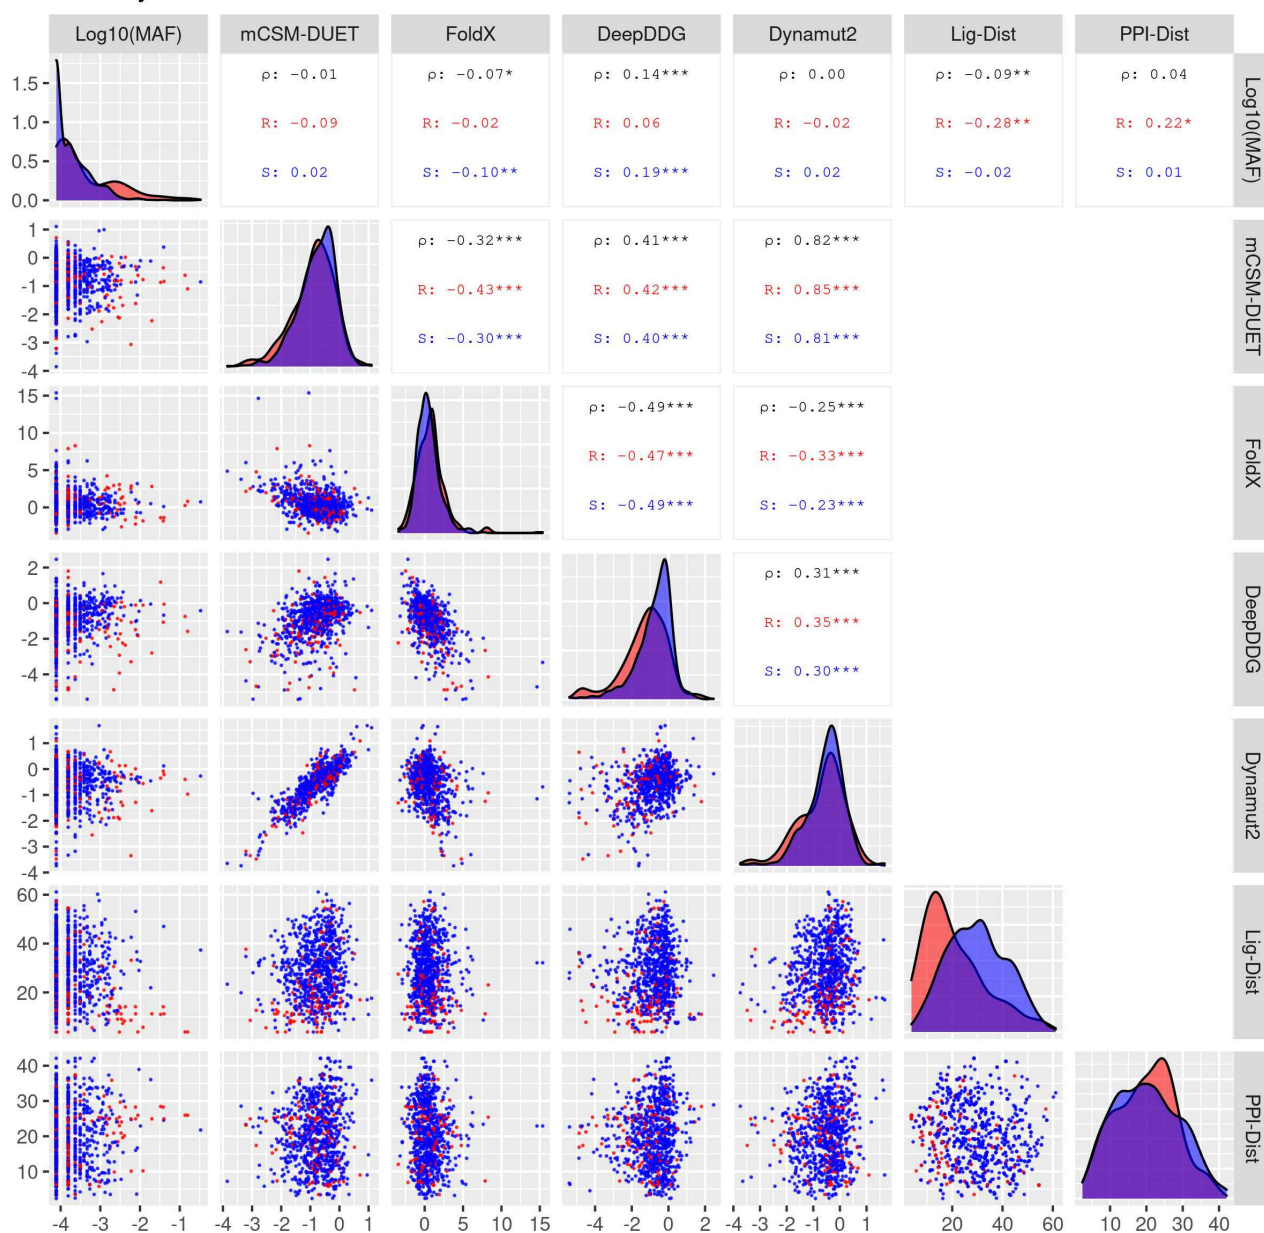 Log10(MAF) mCSM-DUET FoldX DeepDDG Dynamut2 Lig-Dist PPI-Dist
1.5
1.0
0.5
0.0
ρ: -0.01 ρ: -0.07* ρ: 0.14*** ρ: 0.00 ρ: -0.09** ρ: 0.04
R: -0.09 R: -0.02 R: 0.06 R: -0.02 R: -0.28** R: 0.22*
S: 0.02 S: -0.10** S: 0.19*** S: 0.02 S: -0.02 S: 0.01
Log10(MAF)
1
0
-1
-2
-3
-4
ρ: -0.32*** ρ: 0.41*** ρ: 0.82***
R: -0.43*** R: 0.42*** R: 0.85***
S: -0.30*** S: 0.40*** S: 0.81***
mCSM-DUET
15
10
5
0
ρ: -0.49*** ρ: -0.25***
R: -0.47*** R: -0.33***
S: -0.49*** S: -0.23***
FoldX
2
0
-2
-4
ρ: 0.31***
R: 0.35***
S: 0.30***
DeepDDG
1
0
-1
-2
-3
-4
Dynamut2
60
40
20
Lig-Dist
40
30
20
10
PPI-Dist
-4 -3 -2 -1 -4 -3 -2 -1 0 1 0 5 10 15 -4 -2 0 2 -4 -3 -2 -1 0 1 20 40 60 10 20 30 40